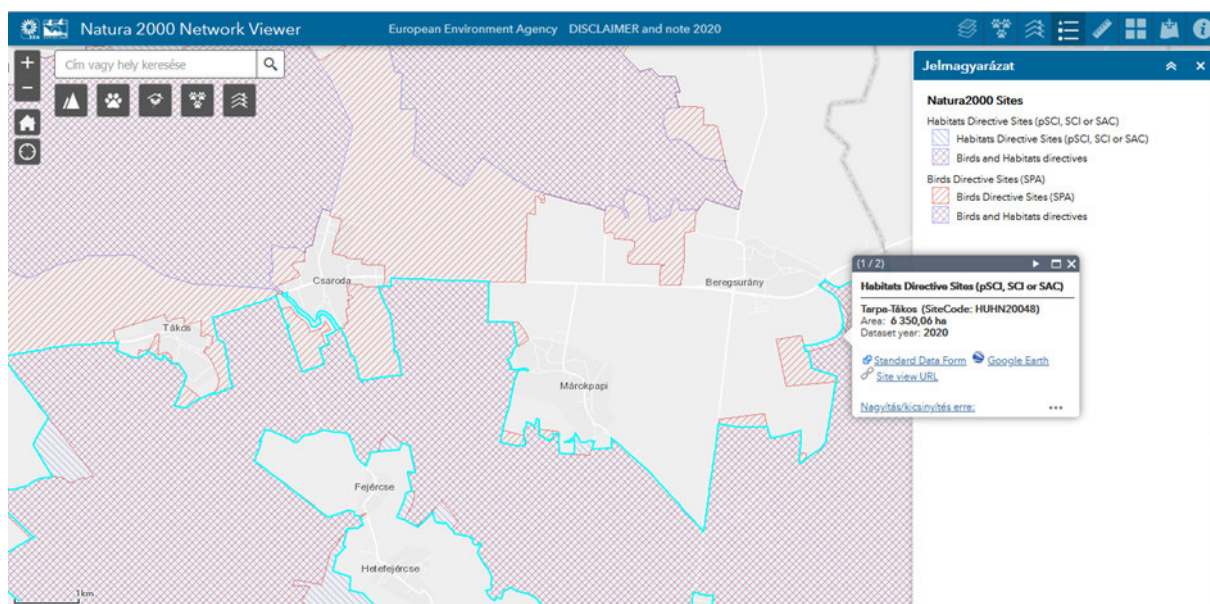 Natura 2000 Network Viewer
European Environment Agency DISCLAIMER and note 2020
+
−
Cím vagy hely keresése
Jelmagyarázat
Natura2000 Sites
Habitats Directive Sites (pSCI, SCI or SAC)
Habitats Directive Sites (pSCI, SCI or SAC)
Birds and Habitats directives
Birds Directive Sites (SPA)
Birds Directive Sites (SPA)
Birds and Habitats directives
(1 / 2)
Habitats Directive Sites (pSCI, SCI or SAC)
Tarpa-Tákos (SiteCode: HUHN20048)
Area: 6 350,06 ha
Dataset year: 2020
Standard Data Form Google Earth
Site view URL
Nagyítás/kicsinyítés erre: •••
Csaroda
Beregsurány
Tákos
Márokpapi
Fejércse
Hetefejércse
1km